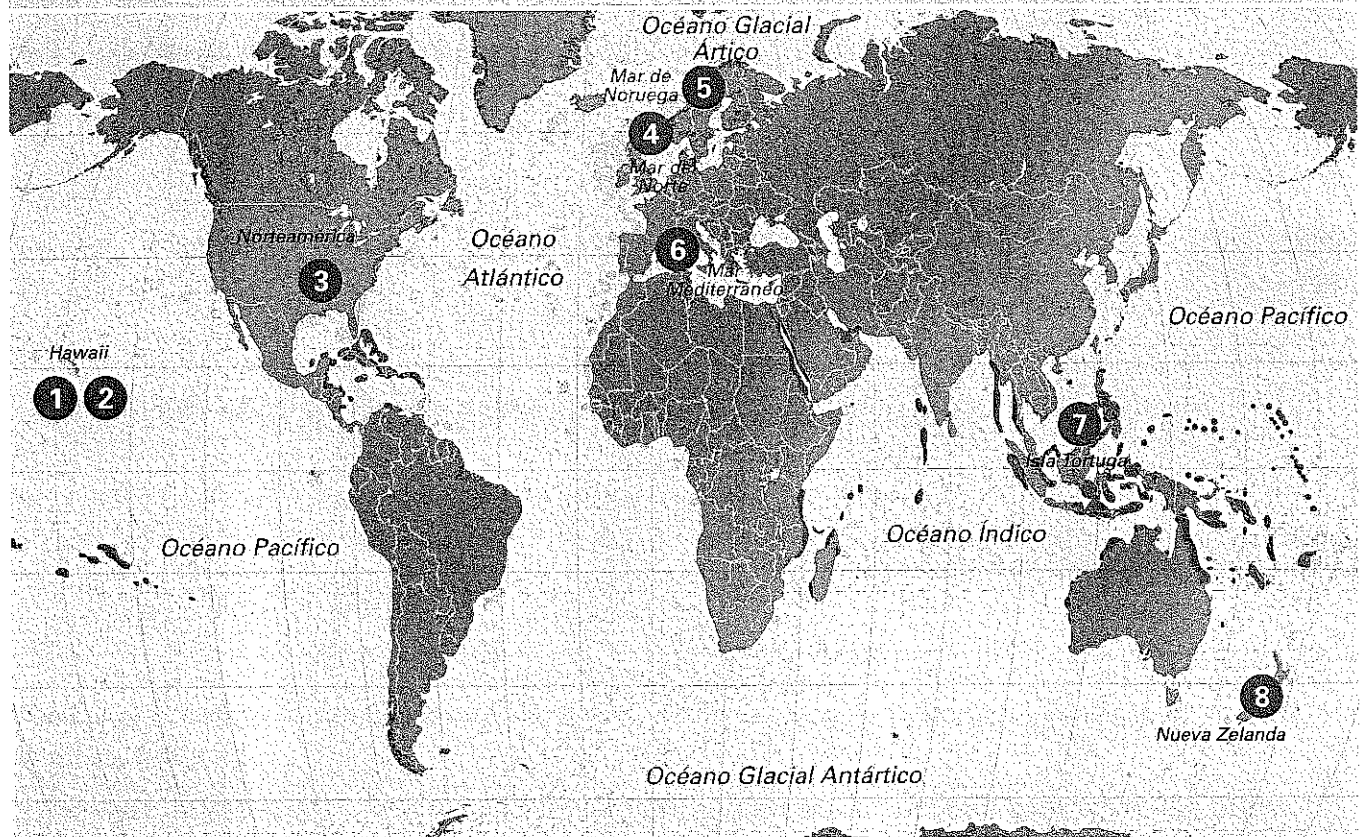 Océano Glacial
Ártico
Mar de
Noruega
5
4
Mar del
Norte
Norteamerica
3
Océano
Atlántico
6
Mar
Mediterráneo
Océano Pacífico
Hawaii
1 2
7
Isla Tortuga
Océano Pacífico
Océano Índico
8
Nueva Zelanda
Océano Glacial Antártico